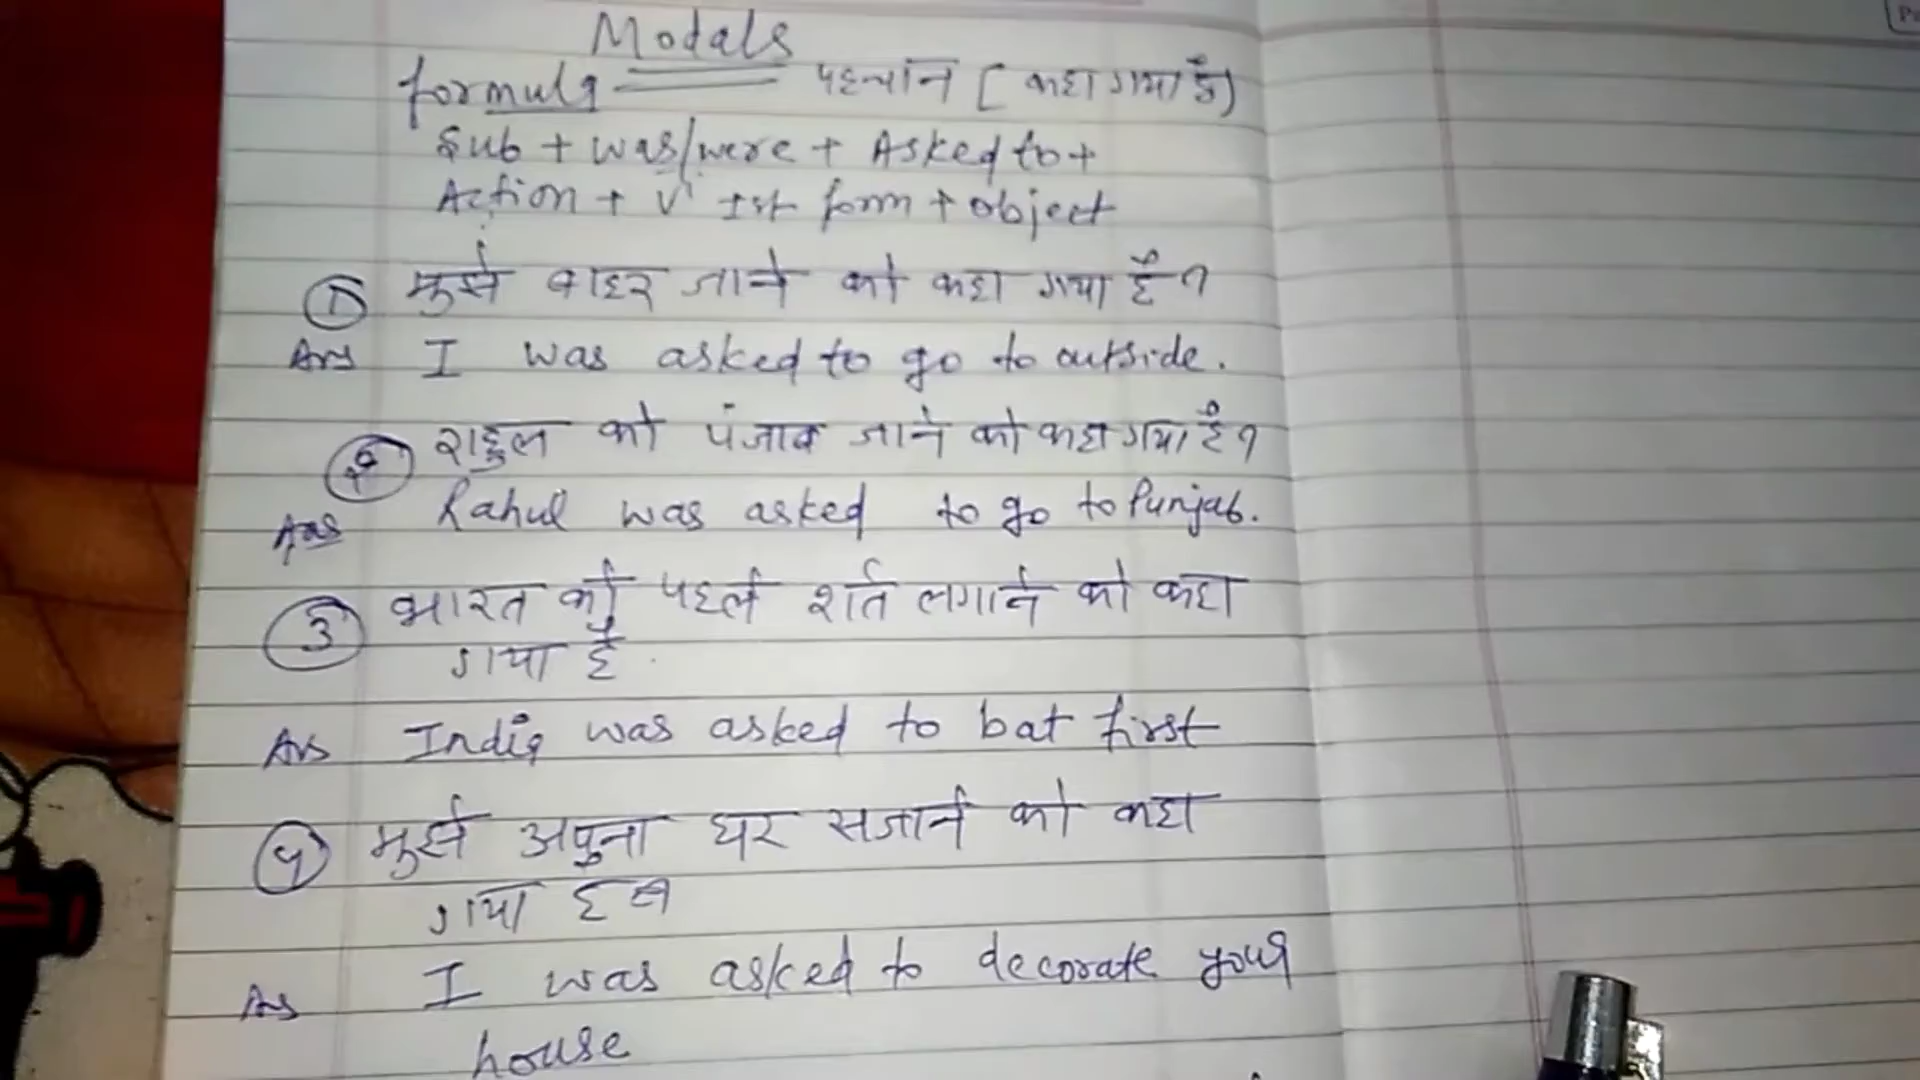 Modals
formula पहचान [ कहा गया है)
Sub + was/were + Asked to +
Action + V¹ Ist form + object
① मुझे बाहर जाने को कहा गया है ?
Ans I was asked to go to outside.
② राहुल को पंजाब जाने को कहा गया है ?
Ans Rahul was asked to go to Punjab.
③ भारत को पहले शर्त लगाने को कहा
गया है
Ans India was asked to bat first
④ मुझे अपुना घर सजाने को कहा
गया है
Ans I was asked to decorate your
house